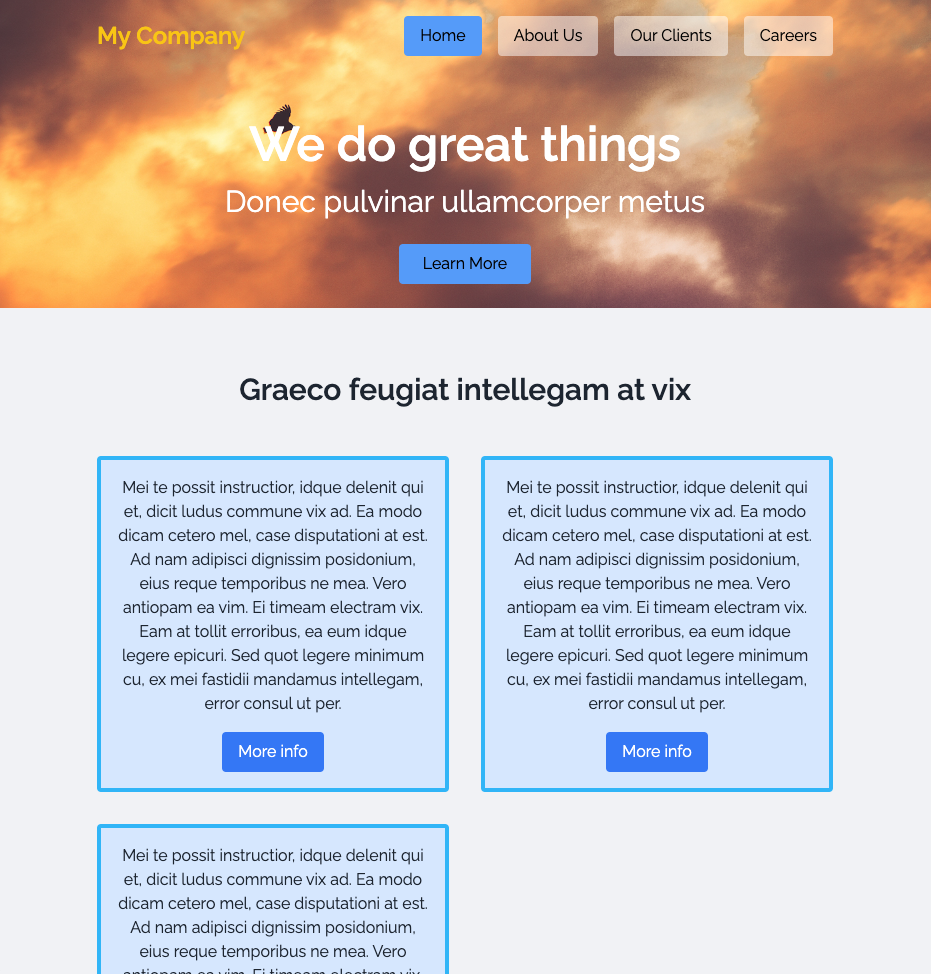 My Company
Home
About Us
Our Clients
Careers
We do great things
Donec pulvinar ullamcorper metus
Learn More
Graeco feugiat intellegam at vix
Mei te possit instructior, idque delenit qui
et, dicit ludus commune vix ad. Ea modo
dicam cetero mel, case disputationi at est.
Ad nam adipisci dignissim posidonium,
eius reque temporibus ne mea. Vero
antiopam ea vim. Ei timeam electram vix.
Eam at tollit erroribus, ea eum idque
legere epicuri. Sed quot legere minimum
cu, ex mei fastidii mandamus intellegam,
error consul ut per.
More info
Mei te possit instructior, idque delenit qui
et, dicit ludus commune vix ad. Ea modo
dicam cetero mel, case disputationi at est.
Ad nam adipisci dignissim posidonium,
eius reque temporibus ne mea. Vero
antiopam ea vim. Ei timeam electram vix.
Eam at tollit erroribus, ea eum idque
legere epicuri. Sed quot legere minimum
cu, ex mei fastidii mandamus intellegam,
error consul ut per.
More info
Mei te possit instructior, idque delenit qui
et, dicit ludus commune vix ad. Ea modo
dicam cetero mel, case disputationi at est.
Ad nam adipisci dignissim posidonium,
eius reque temporibus ne mea. Vero
antiopam ea vim. Ei timeam electram vix.